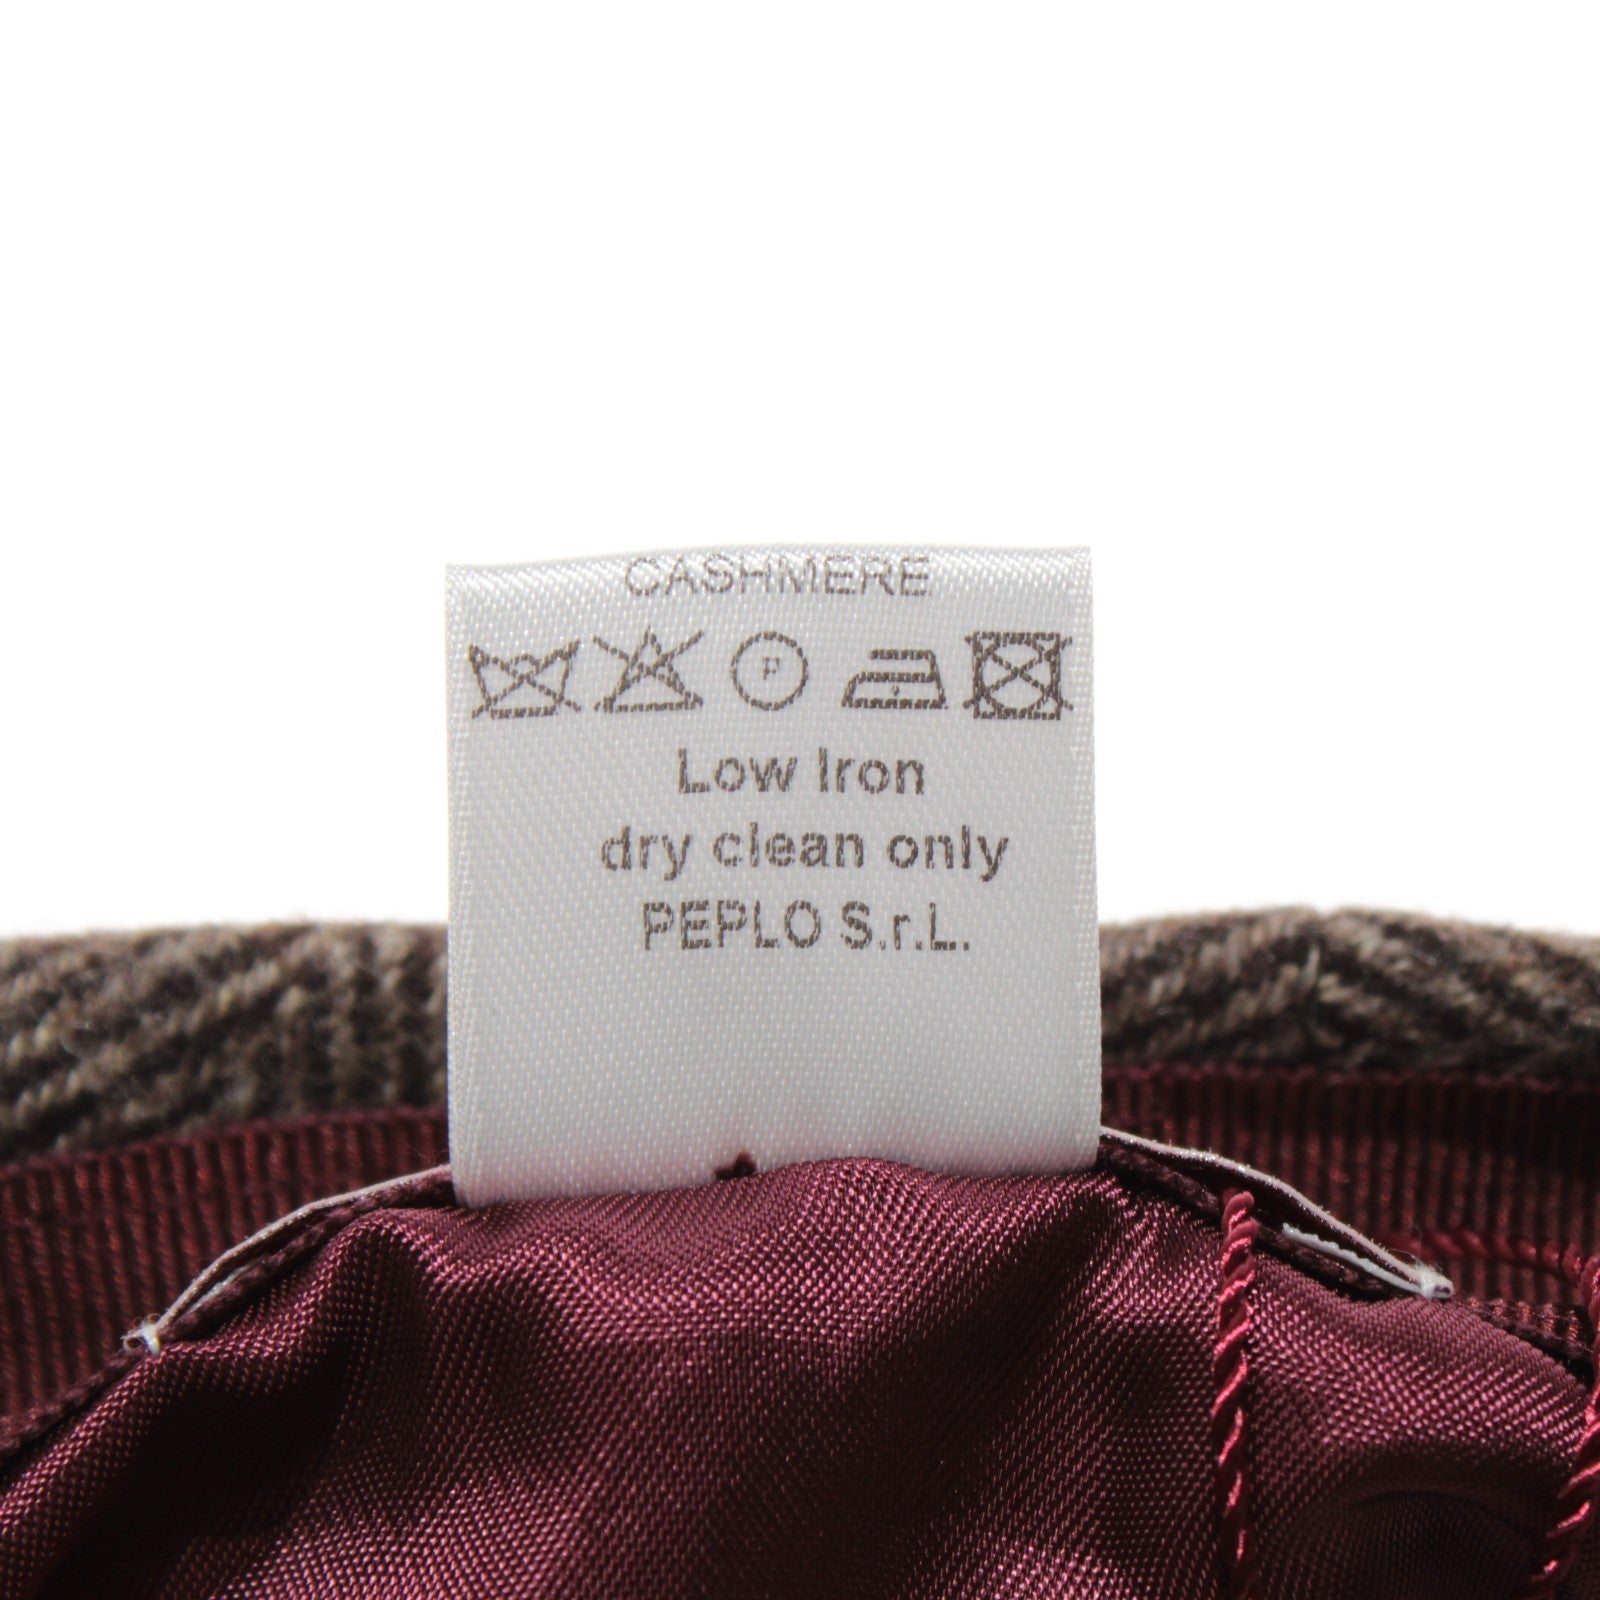 CASHMERE
P
Low Iron
dry clean only
PEPLO S.r.L.